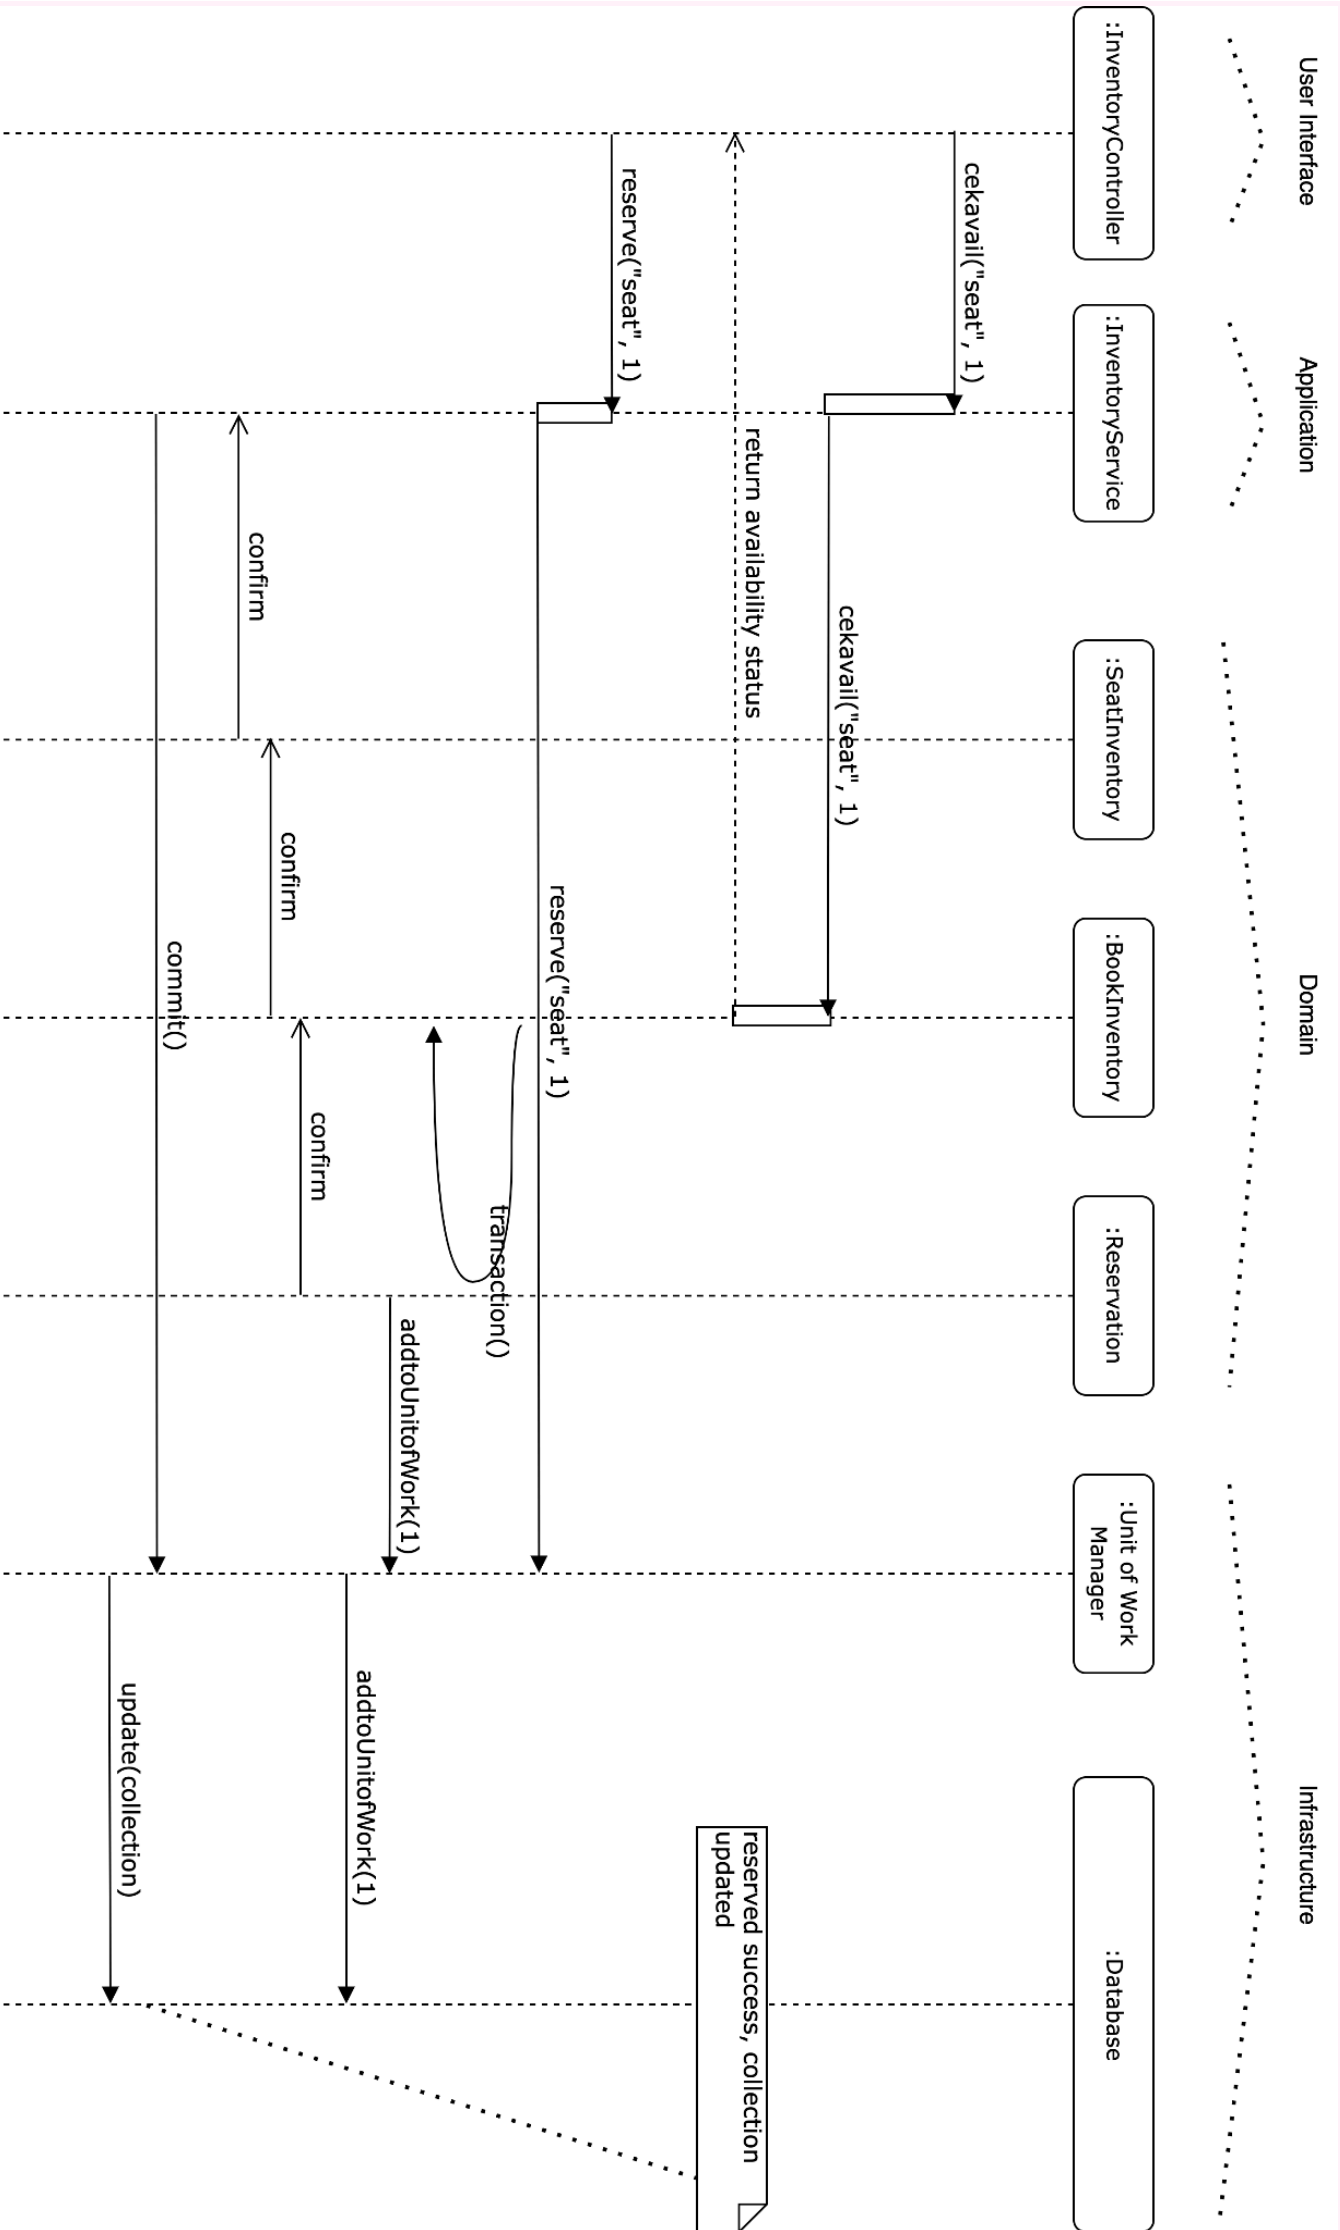 User Interface
Application
Domain
Infrastructure
:InventoryController
:InventoryService
:SeatInventory
:BookInventory
:Reservation
:Unit of Work
Manager
:Database
cekavail("seat", 1)
cekavail("seat", 1)
return availability status
reserved success, collection
updated
reserve("seat", 1)
reserve("seat", 1)
transaction()
addtoUnitofWork(1)
addtoUnitofWork(1)
confirm
confirm
confirm
commit()
update(collection)